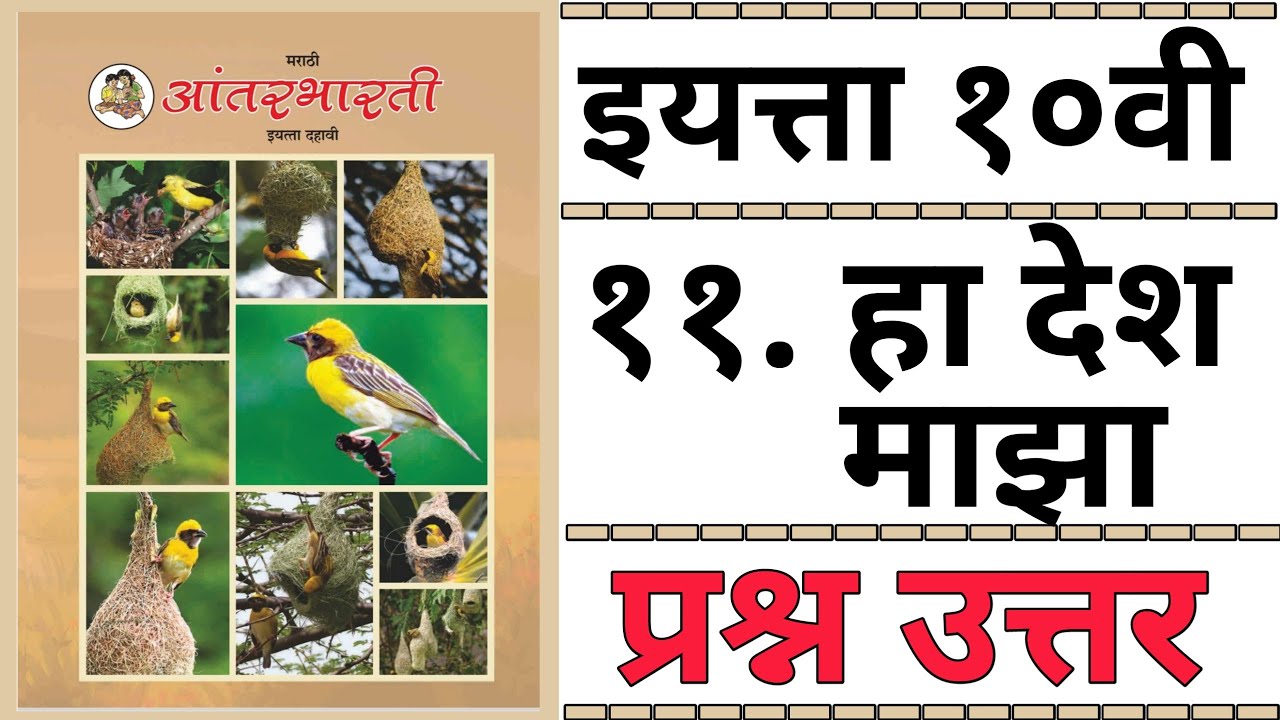 मराठी
आंतरभारती
इयत्ता दहावी
इयत्ता १०वी
११. हा देश
माझा
प्रश्न उत्तर